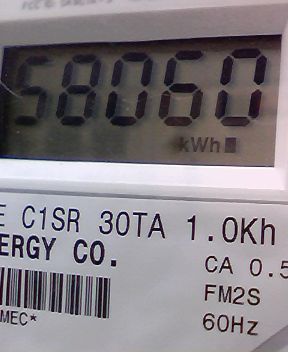 58060
kWh
E C1SR 30TA 1.0Kh
ERGY CO.
CA 0.5
FM2S
60Hz
MEC*